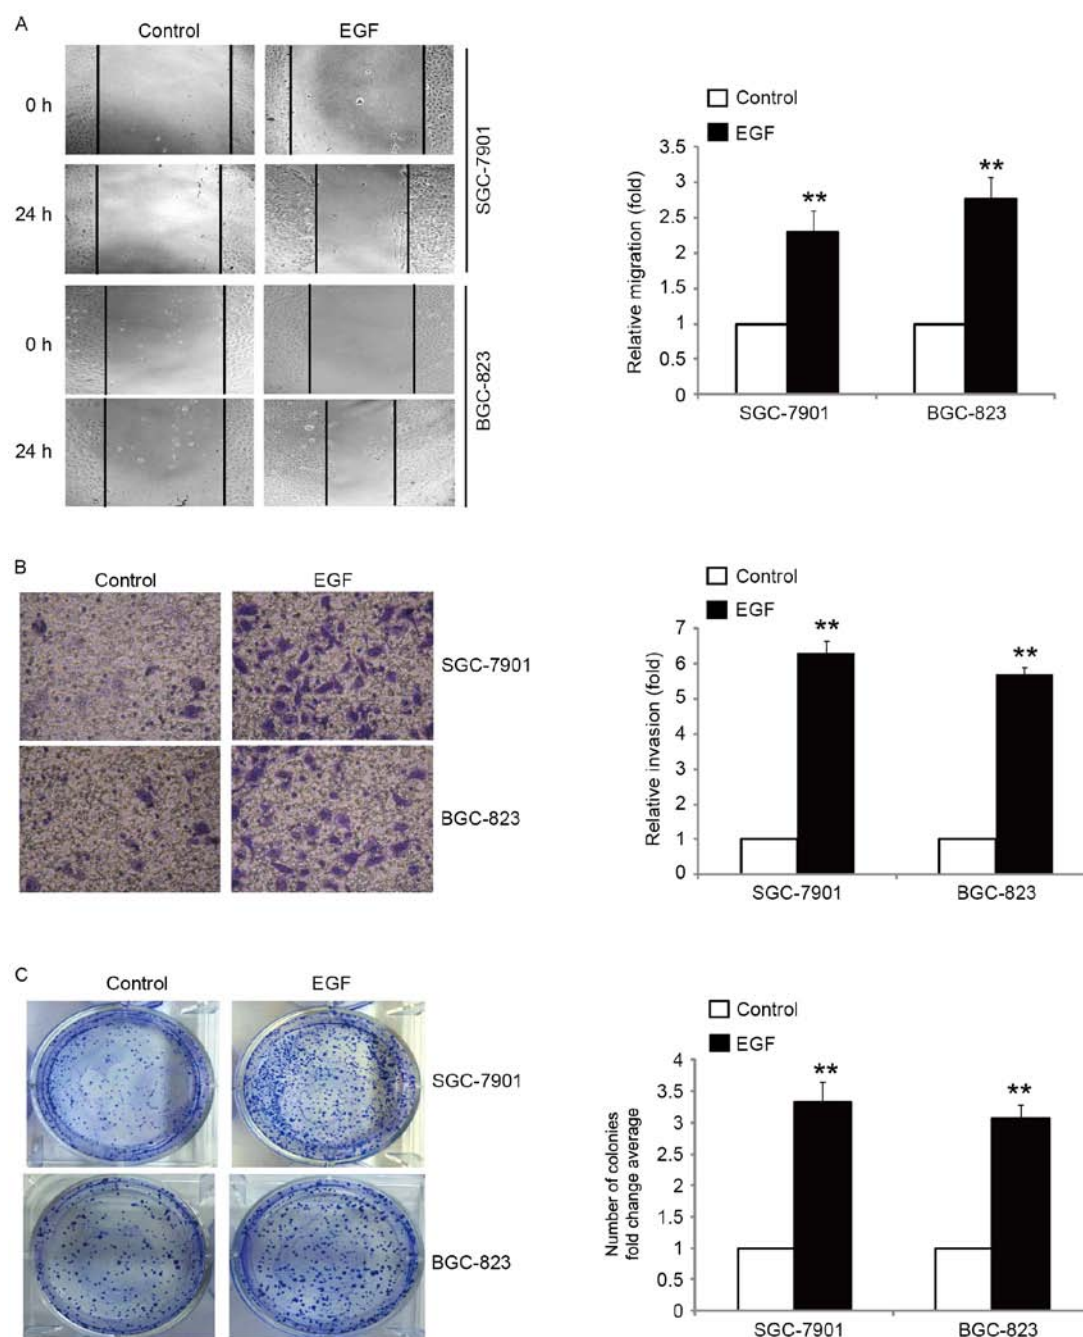 A
Control
EGF
0 h
24 h
SGC-7901
0 h
24 h
BGC-823
Control
EGF
Relative migration (fold)
3.5
3
2.5
2
1.5
1
0.5
0
**
**
SGC-7901
BGC-823
B
Control
EGF
SGC-7901
BGC-823
Control
EGF
Relative invasion (fold)
7
6
5
4
3
2
1
0
**
**
SGC-7901
BGC-823
C
Control
EGF
SGC-7901
BGC-823
Control
EGF
Number of colonies
fold change average
4
3.5
3
2.5
2
1.5
1
0.5
0
**
**
SGC-7901
BGC-823